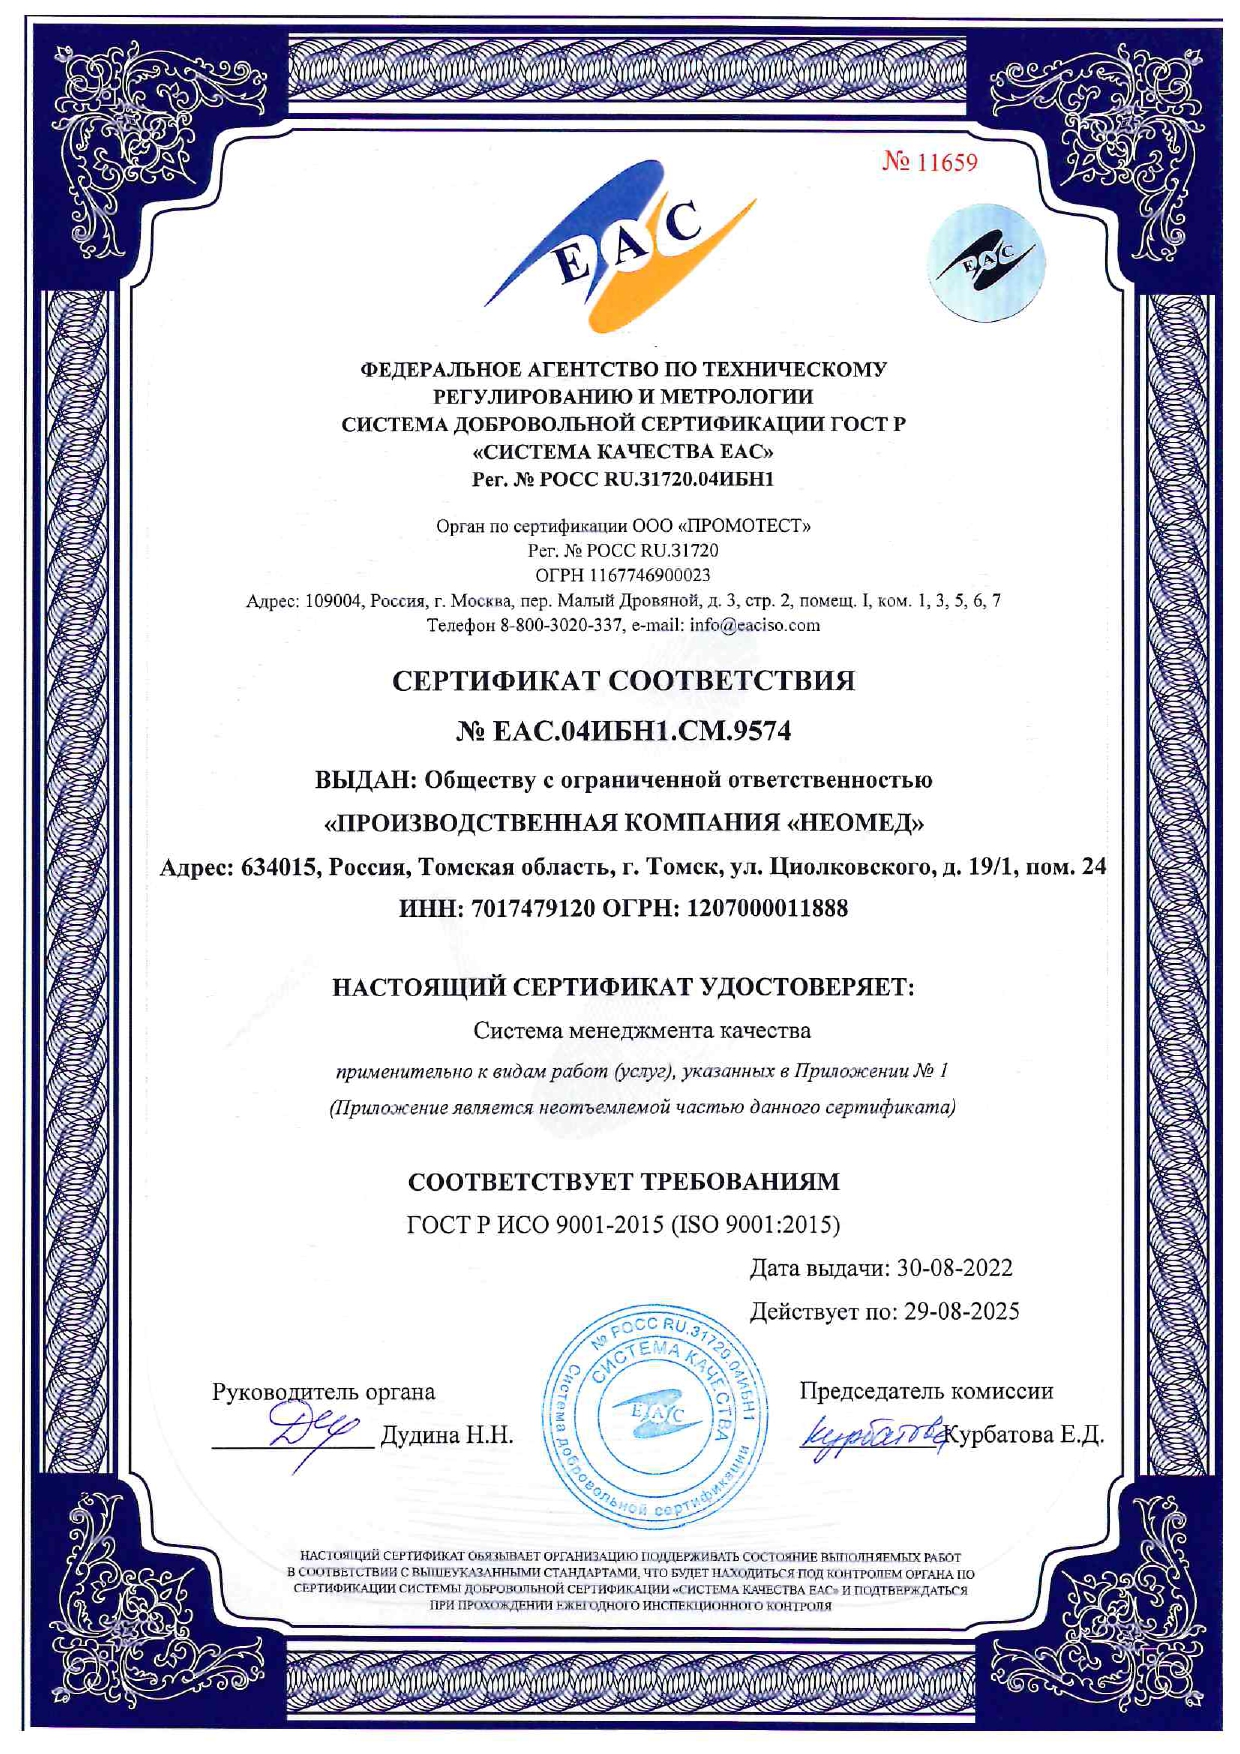 № 11659
ЕАС
ЕАС
ФЕДЕРАЛЬНОЕ АГЕНТСТВО ПО ТЕХНИЧЕСКОМУ
РЕГУЛИРОВАНИЮ И МЕТРОЛОГИИ
СИСТЕМА ДОБРОВОЛЬНОЙ СЕРТИФИКАЦИИ ГОСТ Р
«СИСТЕМА КАЧЕСТВА ЕАС»
Рег. № РОСС RU.31720.04ИБН1
Орган по сертификации ООО «ПРОМОТЕСТ»
Рег. № РОСС RU.31720
ОГРН 1167746900023
Адрес: 109004, Россия, г. Москва, пер. Малый Дровяной, д. 3, стр. 2, помещ. I, ком. 1, 3, 5, 6, 7
Телефон 8-800-3020-337, e-mail: info@eaciso.com
СЕРТИФИКАТ СООТВЕТСТВИЯ
№ ЕАС.04ИБН1.СМ.9574
ВЫДАН: Обществу с ограниченной ответственностью
«ПРОИЗВОДСТВЕННАЯ КОМПАНИЯ «НЕОМЕД»
Адрес: 634015, Россия, Томская область, г. Томск, ул. Циолковского, д. 19/1, пом. 24
ИНН: 7017479120 ОГРН: 1207000011888
НАСТОЯЩИЙ СЕРТИФИКАТ УДОСТОВЕРЯЕТ:
Система менеджмента качества
применительно к видам работ (услуг), указанных в Приложении № 1
(Приложение является неотъемлемой частью данного сертификата)
СООТВЕТСТВУЕТ ТРЕБОВАНИЯМ
ГОСТ Р ИСО 9001-2015 (ISO 9001:2015)
Дата выдачи: 30-08-2022
Действует по: 29-08-2025
№ РОСС RU.31720.04ИБН1
Система добровольной сертификации
СИСТЕМА КАЧЕСТВА
ЕАС
Руководитель органа
Дудина Н.Н.
Председатель комиссии
Курбатова
Курбатова Е.Д.
НАСТОЯЩИЙ СЕРТИФИКАТ ОБЯЗЫВАЕТ ОРГАНИЗАЦИЮ ПОДДЕРЖИВАТЬ СОСТОЯНИЕ ВЫПОЛНЯЕМЫХ РАБОТ
В СООТВЕТСТВИИ С ВЫШЕУКАЗАННЫМИ СТАНДАРТАМИ, ЧТО БУДЕТ НАХОДИТЬСЯ ПОД КОНТРОЛЕМ ОРГАНА ПО
СЕРТИФИКАЦИИ СИСТЕМЫ ДОБРОВОЛЬНОЙ СЕРТИФИКАЦИИ «СИСТЕМА КАЧЕСТВА ЕАС» И ПОДТВЕРЖДАТЬСЯ
ПРИ ПРОХОЖДЕНИИ ЕЖЕГОДНОГО ИНСПЕКЦИОННОГО КОНТРОЛЯ